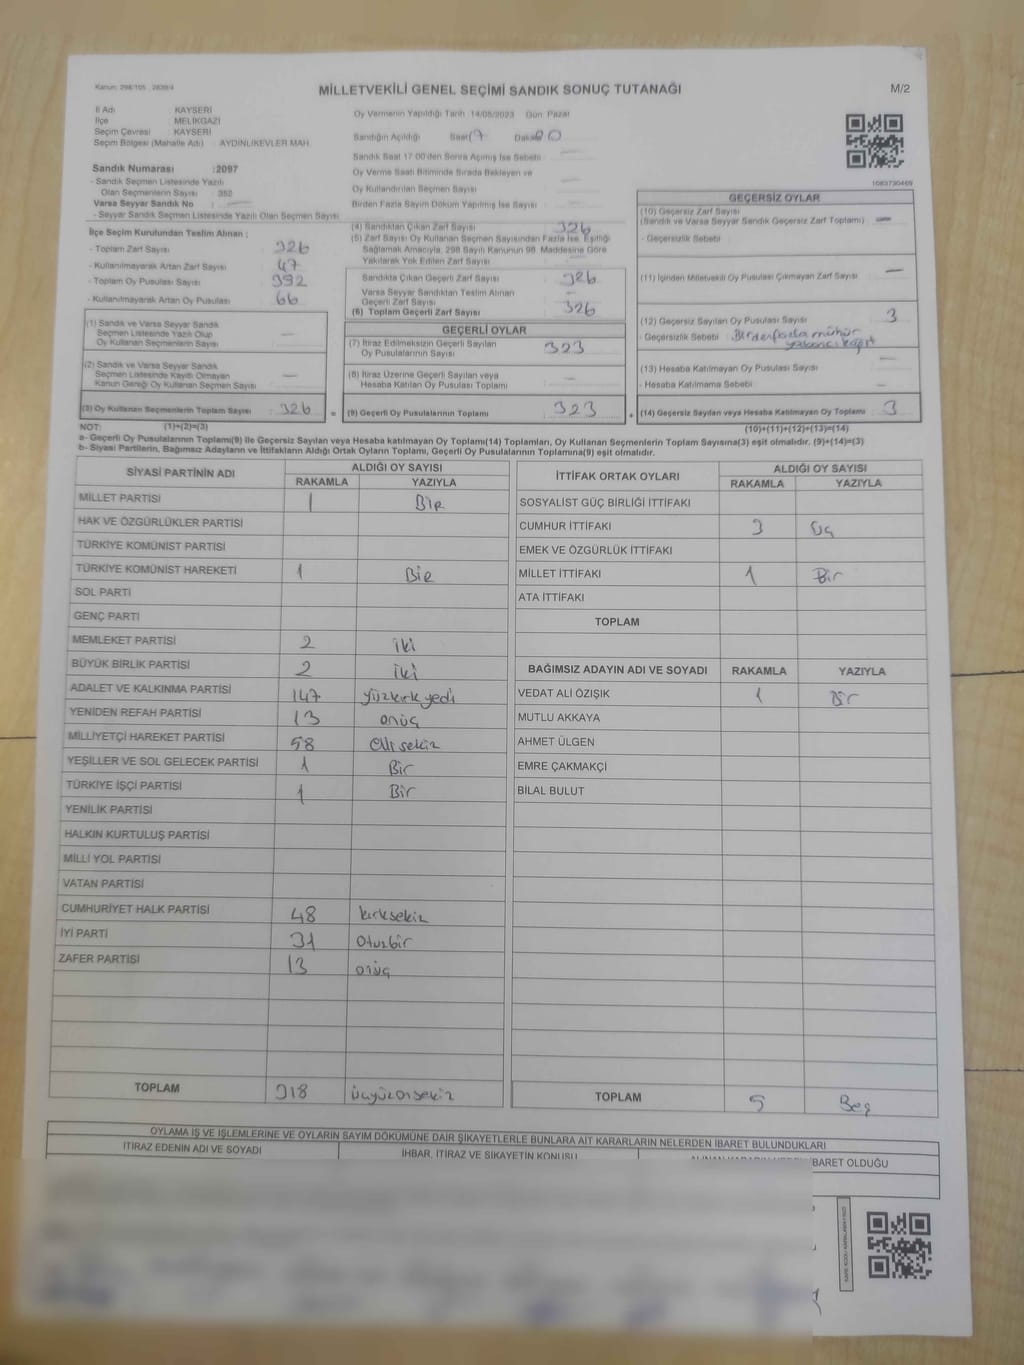 Kanun: 298/105 , 2839/4
MİLLETVEKİLİ GENEL SEÇİMİ SANDIK SONUÇ TUTANAĞI
M/2
İl Adı KAYSERİ
İlçe MELİKGAZİ
Seçim Çevresi KAYSERİ
Seçim Bölgesi (Mahalle Adı) : AYDINLIKEVLER MAH.
Oy Vermenin Yapıldığı Tarih 14/05/2023 Gün Pazar
Sandığın Açıldığı Saat 17 Dakika 00
Sandık Saat 17:00'den Sonra Açılmış İse Sebebi
Oy Verme Saati Bitiminde Sırada Bekleyen ve
Oy Kullandırılan Seçmen Sayısı
Birden Fazla Sayım Döküm Yapılmış İse Sayısı
Sandık Numarası :2097
- Sandık Seçmen Listesinde Yazılı
Olan Seçmenlerin Sayısı
Varsa Seyyar Sandık No :
- Seyyar Sandık Seçmen Listesinde Yazılı Olan Seçmen Sayısı
İlçe Seçim Kurulundan Teslim Alınan ;
- Toplam Zarf Sayısı
- Kullanılmayarak Artan Zarf Sayısı 47
- Toplam Oy Pusulası Sayısı 392
- Kullanılmayarak Artan Oy Pusulası 66
(1) Sandık ve Varsa Seyyar Sandık
Seçmen Listesinde Yazılı Olup
Oy Kullanan Seçmenlerin Sayısı —
(2) Sandık ve Varsa Seyyar Sandık
Seçmen Listesinde Kaydı Olmayan
Kanun Gereği Oy Kullanan Seçmen Sayısı —
(3) Oy Kullanan Seçmenlerin Toplam Sayısı : 326
(4) Sandıktan Çıkan Zarf Sayısı 326
(5) Zarf Sayısı Oy Kullanan Seçmen Sayısından Fazla İse, Eşitliği
Sağlamak Amacıyla, 298 Sayılı Kanunun 98. Maddesine Göre
Yakılarak Yok Edilen Zarf Sayısı
Sandıkta Çıkan Geçerli Zarf Sayısı 326
Varsa Seyyar Sandıktan Teslim Alınan
Geçerli Zarf Sayısı —
(6) Toplam Geçerli Zarf Sayısı 326
GEÇERLİ OYLAR
(7) İtiraz Edilmeksizin Geçerli Sayılan
Oy Pusulalarının Sayısı 323
(8) İtiraz Üzerine Geçerli Sayılan veya
Hesaba Katılan Oy Pusulası Toplamı —
= (9) Geçerli Oy Pusulalarının Toplamı 323 +
1083730469
GEÇERSİZ OYLAR
(10) Geçersiz Zarf Sayısı
(Sandık ve Varsa Seyyar Sandık Geçersiz Zarf Toplamı) —
- Geçersizlik Sebebi
(11) İçinden Milletvekili Oy Pusulası Çıkmayan Zarf Sayısı —
(12) Geçersiz Sayılan Oy Pusulası Sayısı 3
- Geçersizlik Sebebi : Birdenfazla mühür
(13) Hesaba Katılmayan Oy Pusulası Sayısı —
- Hesaba Katılmama Sebebi —
(14) Geçersiz Sayılan veya Hesaba Katılmayan Oy Toplamı 3
NOT: (1)+(2)=(3)
(10)+(11)+(12)+(13)=(14)
a- Geçerli Oy Pusulalarının Toplamı(9) ile Geçersiz Sayılan veya Hesaba katılmayan Oy Toplamı(14) Toplamları, Oy Kullanan Seçmenlerin Toplam Sayısına(3) eşit olmalıdır. (9)+(14)=(3)
b- Siyasi Partilerin, Bağımsız Adayların ve İttifakların Aldığı Oyların Toplamı, Geçerli Oy Pusulalarının Toplamına(9) eşit olmalıdır.
SİYASİ PARTİNİN ADI ALDIĞI OY SAYISI
RAKAMLA YAZIYLA
MİLLET PARTİSİ 1 Bir
HAK VE ÖZGÜRLÜKLER PARTİSİ
TÜRKİYE KOMÜNİST PARTİSİ
TÜRKİYE KOMÜNİST HAREKETİ 1 Bir
SOL PARTİ
GENÇ PARTİ
MEMLEKET PARTİSİ 2 iki
BÜYÜK BİRLİK PARTİSİ 2 iki
ADALET VE KALKINMA PARTİSİ 147 yüzkırkyedi
YENİDEN REFAH PARTİSİ 13 onüç
MİLLİYETÇİ HAREKET PARTİSİ 58 ellisekiz
YEŞİLLER VE SOL GELECEK PARTİSİ 1 Bir
TÜRKİYE İŞÇİ PARTİSİ 1 Bir
YENİLİK PARTİSİ
HALKIN KURTULUŞ PARTİSİ
MİLLİ YOL PARTİSİ
VATAN PARTİSİ
CUMHURİYET HALK PARTİSİ 48 kırksekiz
İYİ PARTİ 31 otuzbir
ZAFER PARTİSİ 13 onüç
TOPLAM 318 üçyüzonsekiz
İTTİFAK ORTAK OYLARI ALDIĞI OY SAYISI
RAKAMLA YAZIYLA
SOSYALİST GÜÇ BİRLİĞİ İTTİFAKI
CUMHUR İTTİFAKI 3 Üç
EMEK VE ÖZGÜRLÜK İTTİFAKI
MİLLET İTTİFAKI 1 Bir
ATA İTTİFAKI
TOPLAM
BAĞIMSIZ ADAYIN ADI VE SOYADI RAKAMLA YAZIYLA
VEDAT ALİ ÖZIŞIK 1 Bir
MUTLU AKKAYA
AHMET ÜLGEN
EMRE ÇAKMAKÇI
BİLAL BULUT
TOPLAM 5 Beş
OYLAMA İŞ VE İŞLEMLERİNE VE OYLARIN SAYIM DÖKÜMÜNE DAİR ŞİKAYETLERLE BUNLARA AİT KARARLARIN NELERDEN İBARET BULUNDUKLARI
İTİRAZ EDENİN ADI VE SOYADI
İHBAR, İTİRAZ VE ŞİKAYETİN KONUSU
İBARET OLDUĞU